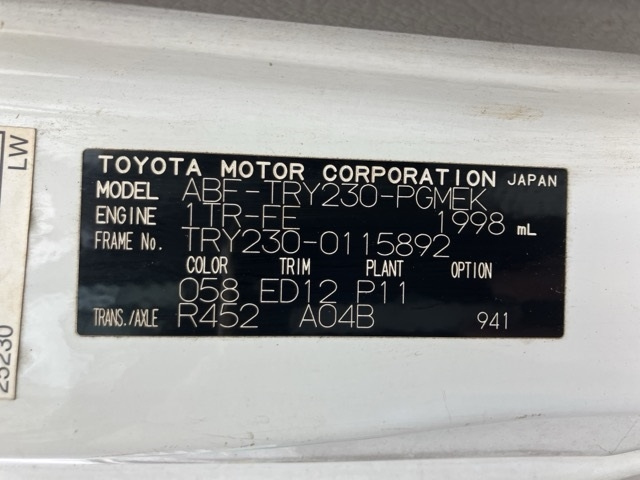 TOYOTA MOTOR CORPORATION JAPAN
MODEL ABF-TRY230-PGMEK
ENGINE 1TR-FE 1998 mL
FRAME No. TRY230-0115892
COLOR TRIM PLANT OPTION
058 ED12 P11
TRANS./AXLE R452 A04B 941
LW
25230